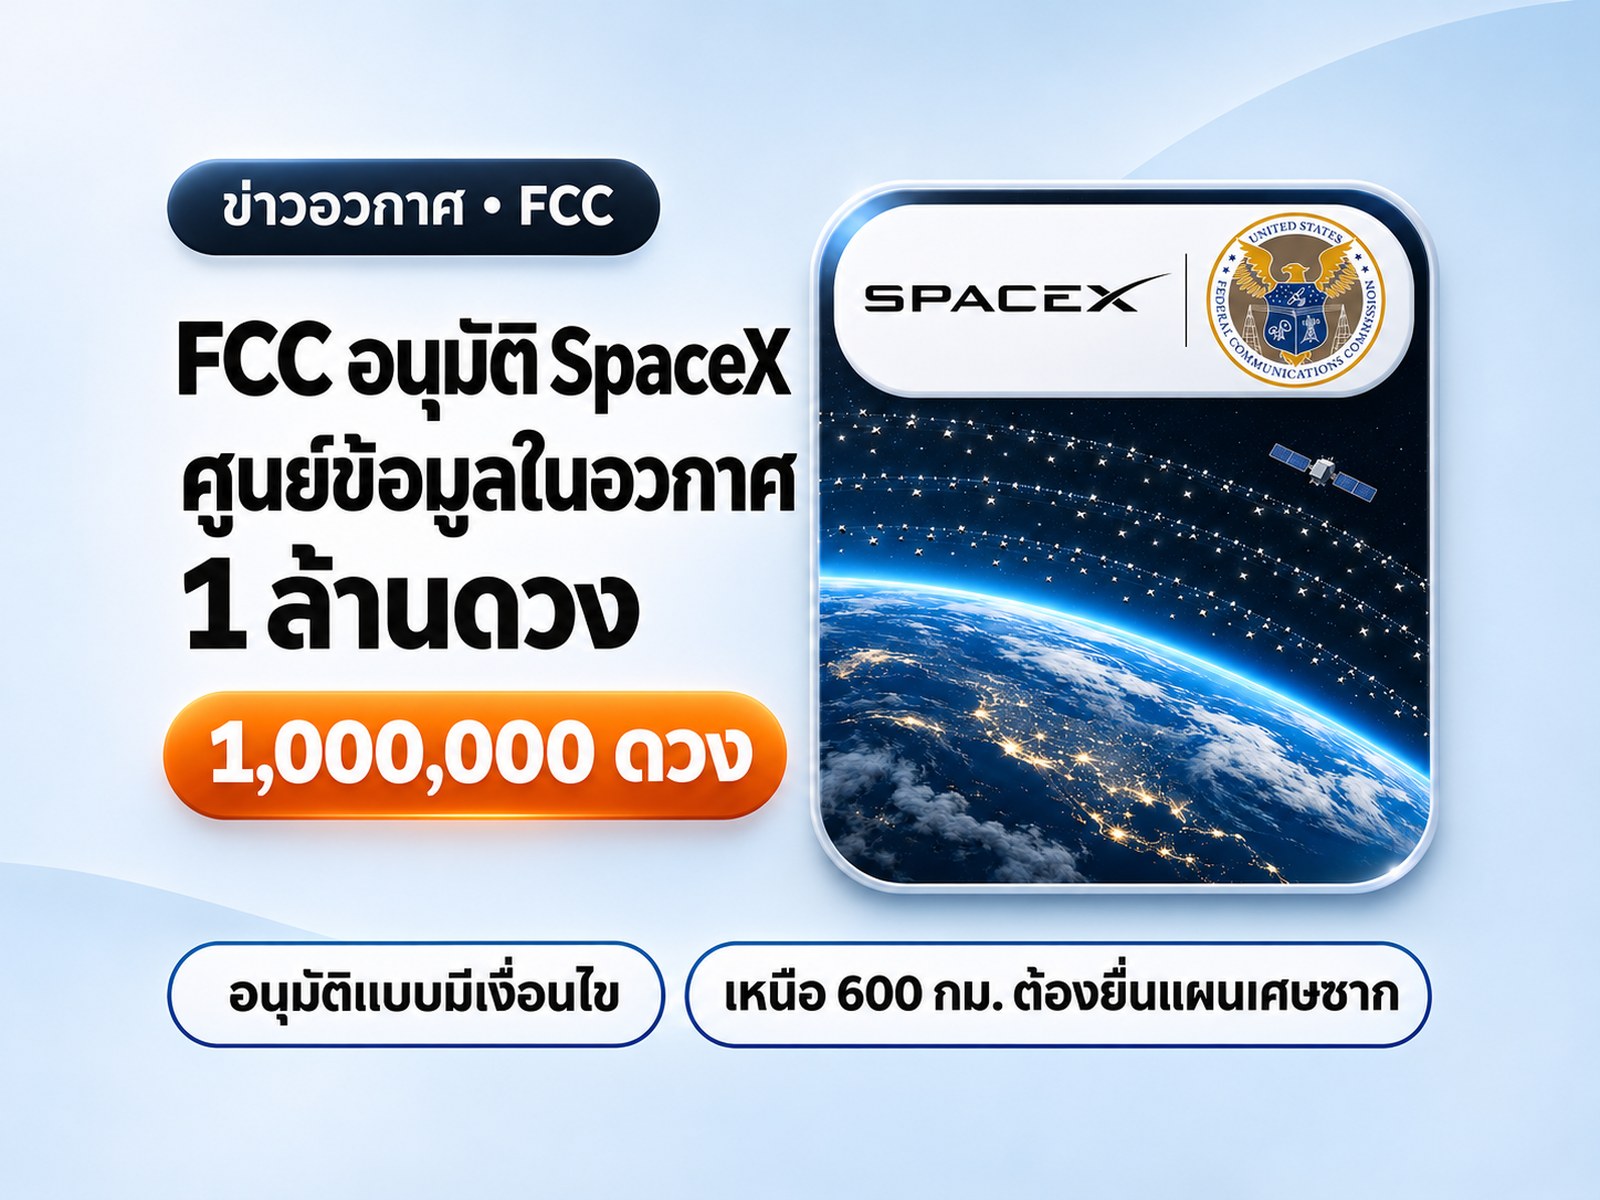 ข่าวอวกาศ • FCC
FCC อนุมัติ SpaceX
ศูนย์ข้อมูลในอวกาศ
1 ล้านดวง
1,000,000 ดวง
SPACEX
UNITED STATES
FEDERAL COMMUNICATIONS COMMISSION
อนุมัติแบบมีเงื่อนไข
เหนือ 600 กม. ต้องยื่นแผนเศษซาก